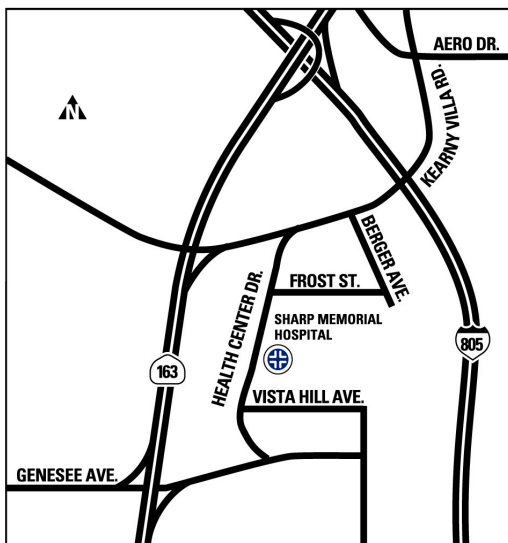 AERO DR.
N
KEARNY VILLA RD.
BERGER AVE.
FROST ST.
HEALTH CENTER DR.
SHARP MEMORIAL
HOSPITAL
805
163
VISTA HILL AVE.
GENESEE AVE.